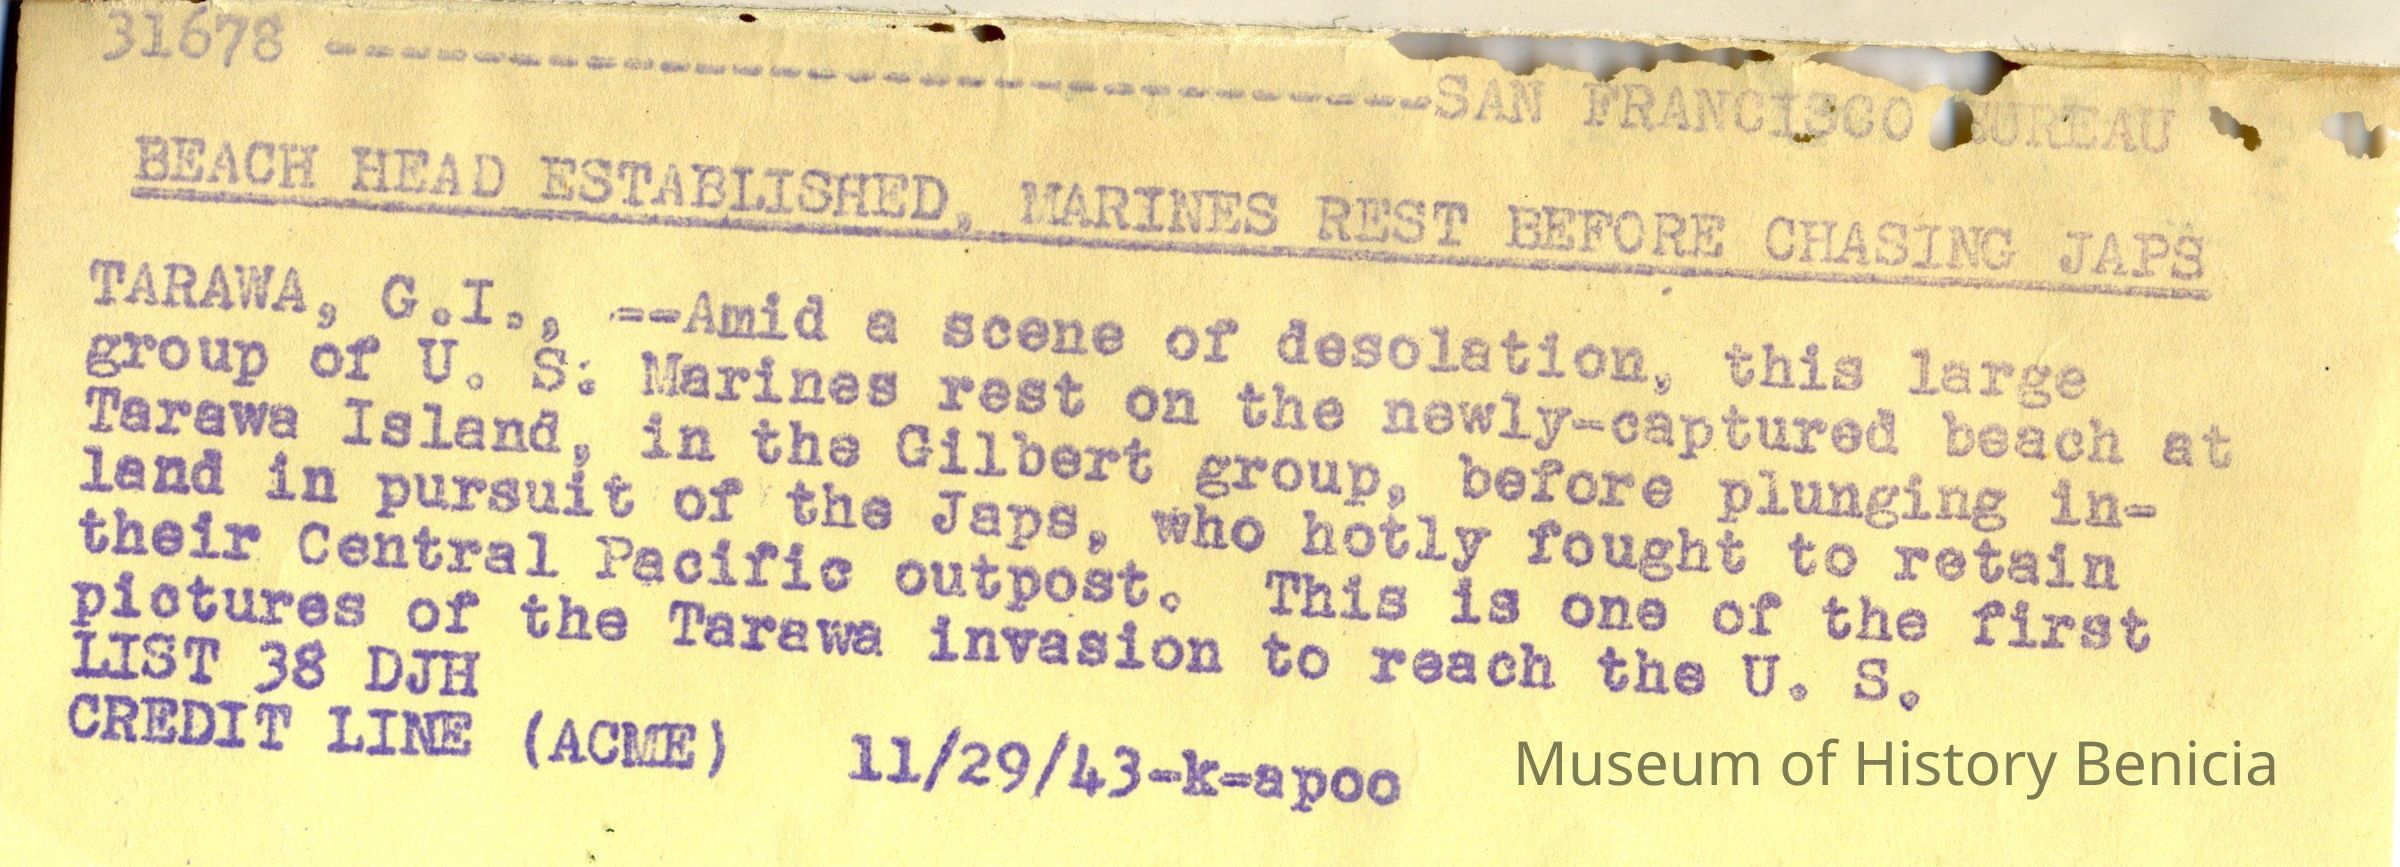 31678 -----------------------------SAN FRANCISCO BUREAU
BEACH HEAD ESTABLISHED, MARINES REST BEFORE CHASING JAPS
TARAWA, G.I., --Amid a scene of desolation, this large
group of U. S. Marines rest on the newly-captured beach at
Tarawa Island, in the Gilbert group, before plunging in-
land in pursuit of the Japs, who hotly fought to retain
their Central Pacific outpost. This is one of the first
pictures of the Tarawa invasion to reach the U. S.
LIST 38 DJH
CREDIT LINE (ACME) 11/29/43-k-apoo
Museum of History Benicia